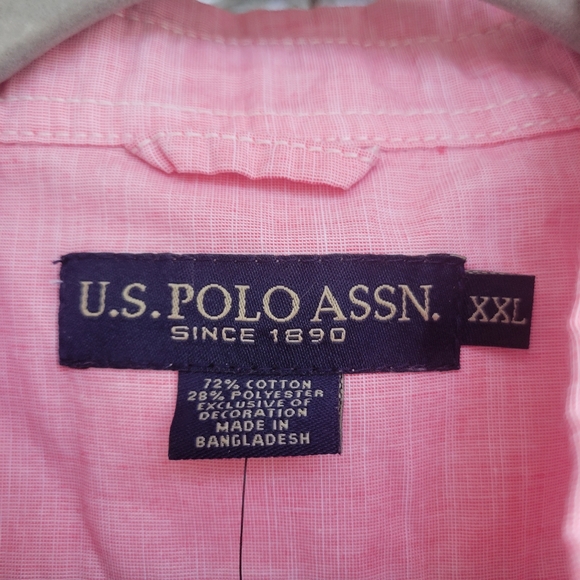 U.S. POLO ASSN.
SINCE 1890
XXL
72% COTTON
28% POLYESTER
EXCLUSIVE OF
DECORATION
MADE IN
BANGLADESH